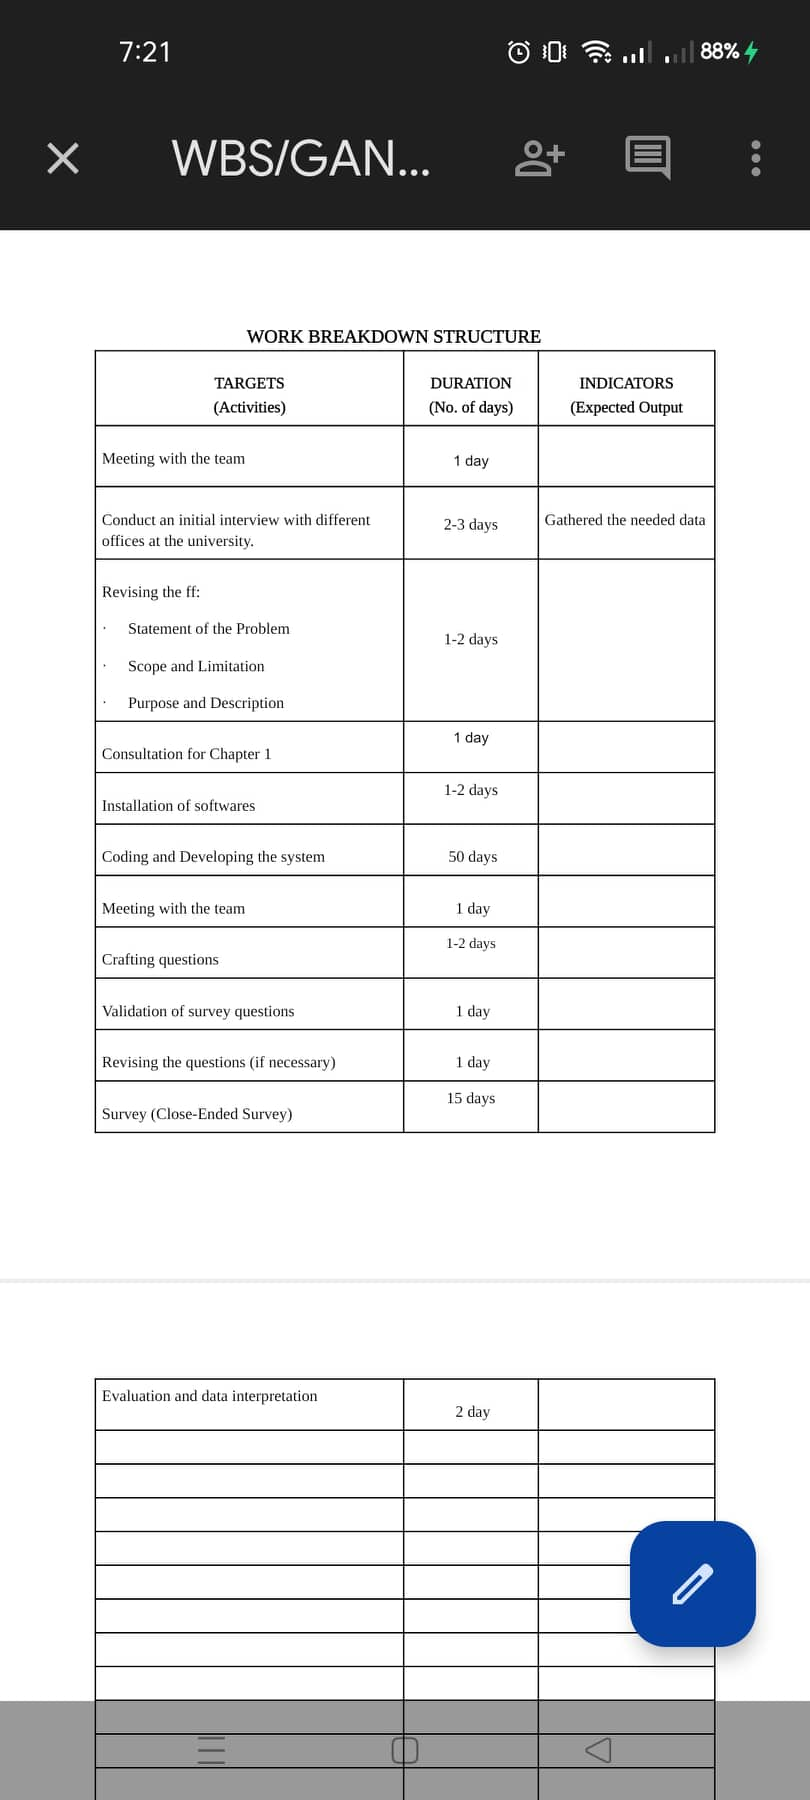 7:21
88%
WBS/GAN...
WORK BREAKDOWN STRUCTURE
TARGETS
(Activities)
DURATION
(No. of days)
INDICATORS
(Expected Output
Meeting with the team
1 day
Conduct an initial interview with different
offices at the university.
2-3 days
Gathered the needed data
Revising the ff:
· Statement of the Problem
· Scope and Limitation
· Purpose and Description
1-2 days
Consultation for Chapter 1
1 day
Installation of softwares
1-2 days
Coding and Developing the system
50 days
Meeting with the team
1 day
Crafting questions
1-2 days
Validation of survey questions
1 day
Revising the questions (if necessary)
1 day
Survey (Close-Ended Survey)
15 days
Evaluation and data interpretation
2 day